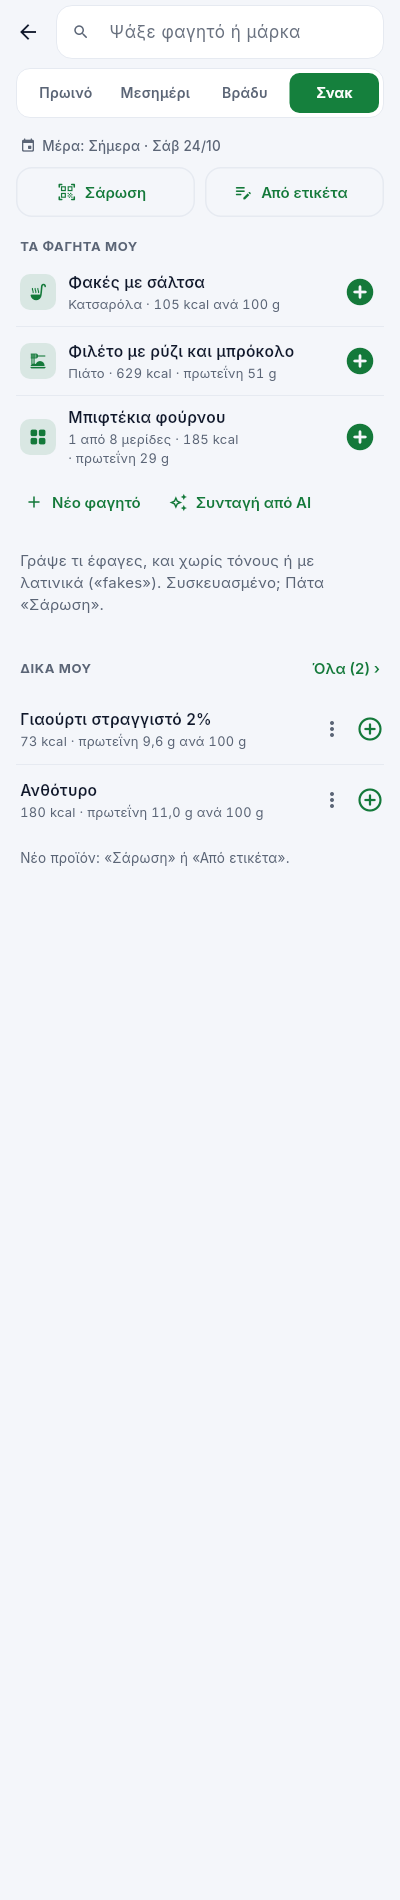 Ψάξε φαγητό ή μάρκα
Πρωινό Μεσημέρι Βράδυ Σνακ
Μέρα: Σήμερα · Σάβ 24/10
Σάρωση Από ετικέτα
ΤΑ ΦΑΓΗΤΑ ΜΟΥ
Φακές με σάλτσα
Κατσαρόλα · 105 kcal ανά 100 g
Φιλέτο με ρύζι και μπρόκολο
Πιάτο · 629 kcal · πρωτεΐνη 51 g
Μπιφτέκια φούρνου
1 από 8 μερίδες · 185 kcal
· πρωτεΐνη 29 g
Νέο φαγητό Συνταγή από AI
Γράψε τι έφαγες, και χωρίς τόνους ή με
λατινικά («fakes»). Συσκευασμένο; Πάτα
«Σάρωση».
ΔΙΚΑ ΜΟΥ Όλα (2) ›
Γιαούρτι στραγγιστό 2%
73 kcal · πρωτεΐνη 9,6 g ανά 100 g
Ανθότυρο
180 kcal · πρωτεΐνη 11,0 g ανά 100 g
Νέο προϊόν: «Σάρωση» ή «Από ετικέτα».